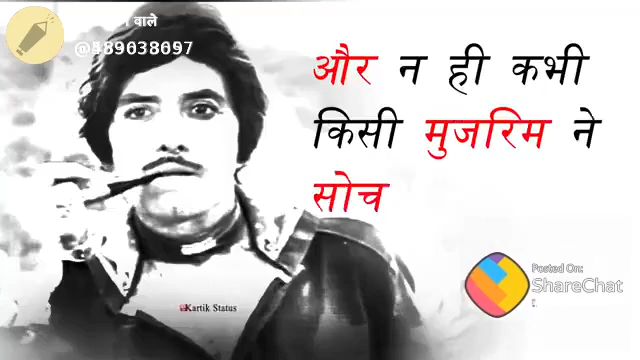 वाले
@489638697
और न ही कभी
किसी मुजरिम ने
सोच
Kartik Status
Posted On:
ShareChat